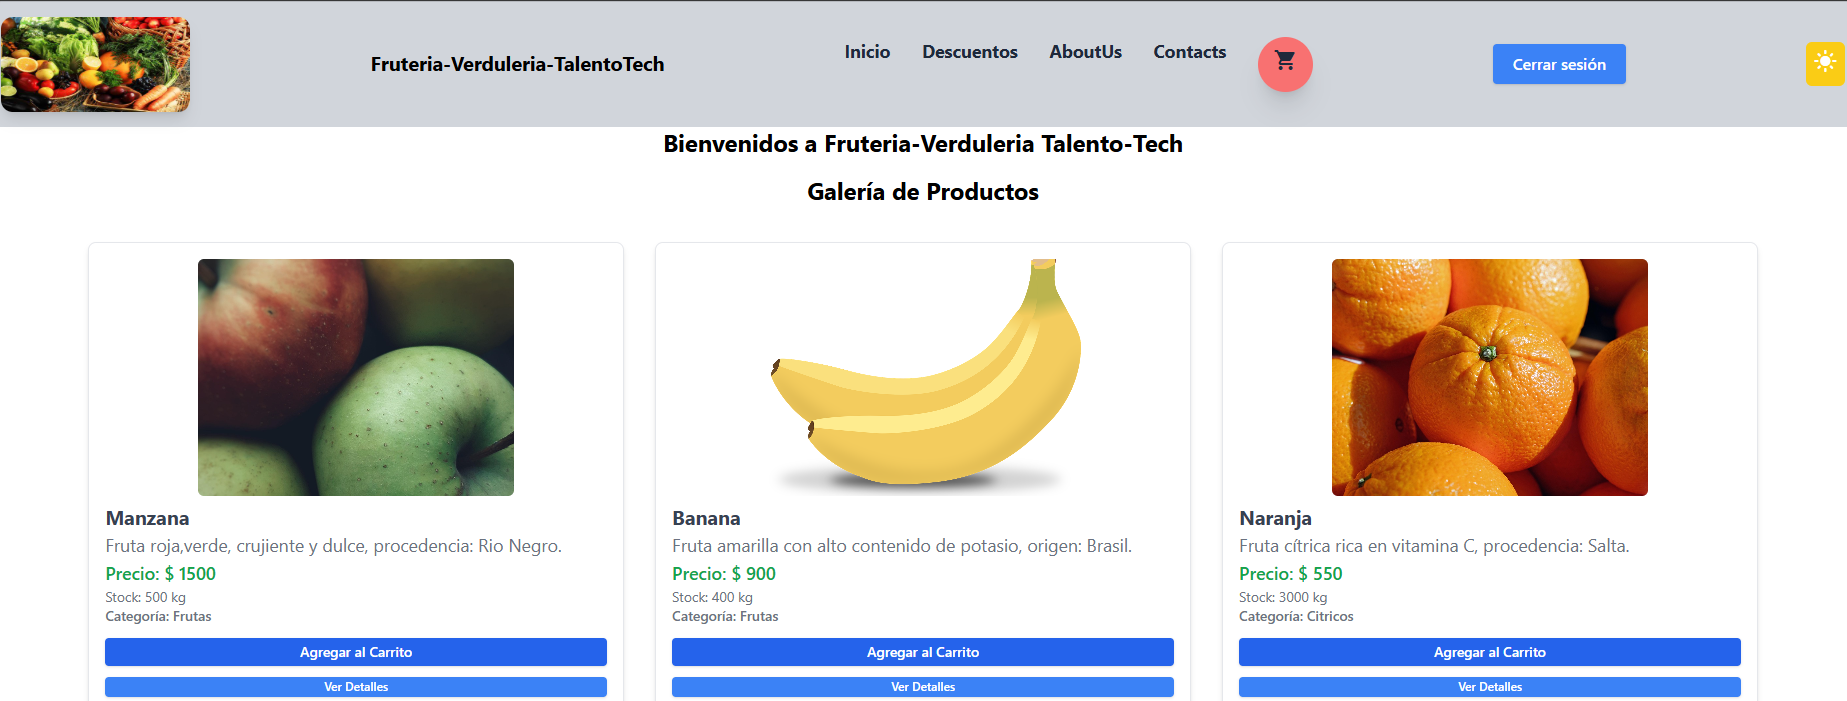 Fruteria-Verduleria-TalentoTech
Inicio Descuentos AboutUs Contacts
Cerrar sesión
Bienvenidos a Fruteria-Verduleria Talento-Tech
Galería de Productos
Manzana
Fruta roja,verde, crujiente y dulce, procedencia: Rio Negro.
Precio: $ 1500
Stock: 500 kg
Categoría: Frutas
Agregar al Carrito
Ver Detalles
Banana
Fruta amarilla con alto contenido de potasio, origen: Brasil.
Precio: $ 900
Stock: 400 kg
Categoría: Frutas
Agregar al Carrito
Ver Detalles
Naranja
Fruta cítrica rica en vitamina C, procedencia: Salta.
Precio: $ 550
Stock: 3000 kg
Categoría: Citricos
Agregar al Carrito
Ver Detalles